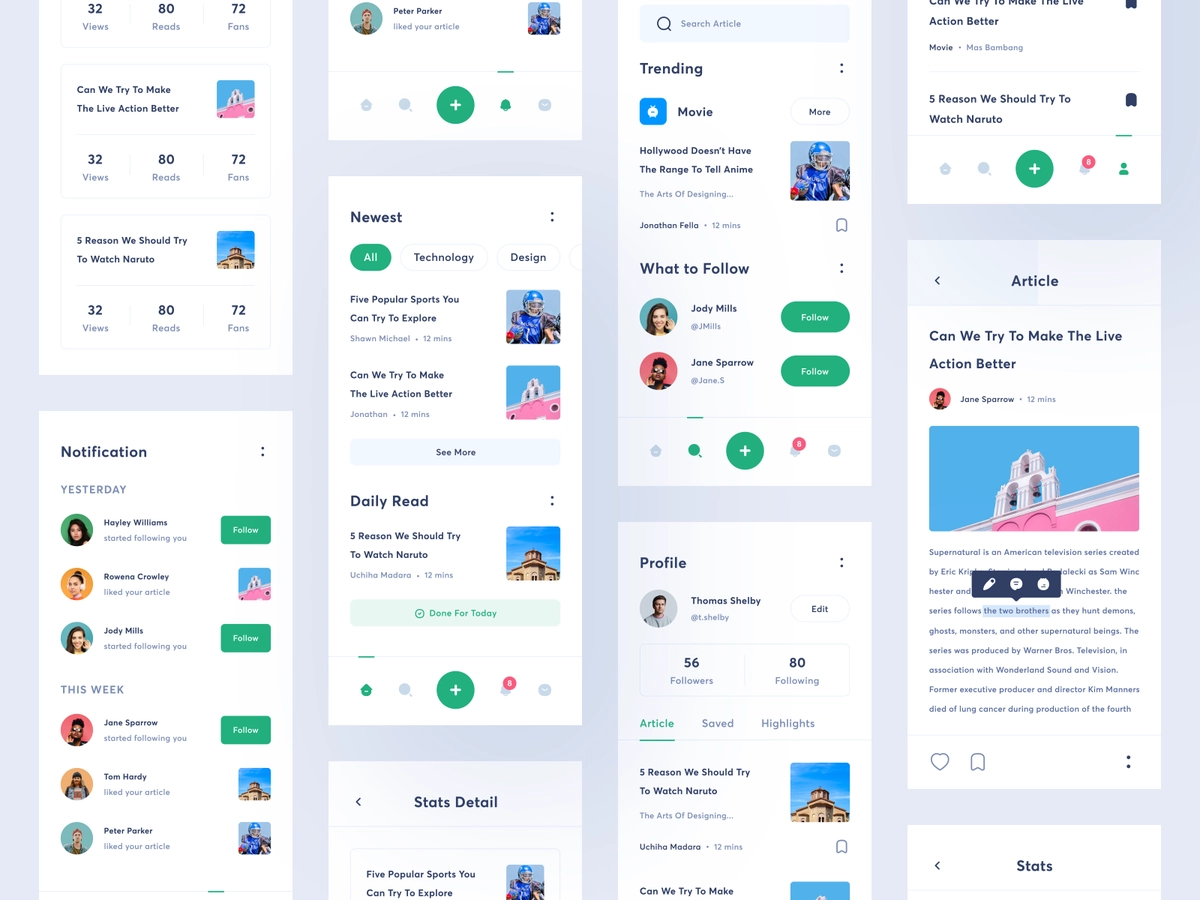 32
80
72
Views
Reads
Fans
Can We Try To Make
The Live Action Better
32
80
72
Views
Reads
Fans
5 Reason We Should Try
To Watch Naruto
32
80
72
Views
Reads
Fans
Notification
YESTERDAY
Hayley Williams
started following you
Follow
Rowena Crowley
liked your article
Jody Mills
started following you
Follow
THIS WEEK
Jane Sparrow
started following you
Follow
Tom Hardy
liked your article
Peter Parker
liked your article
Peter Parker
liked your article
Newest
All
Technology
Design
Five Popular Sports You
Can Try To Explore
Shawn Michael • 12 mins
Can We Try To Make
The Live Action Better
Jonathan • 12 mins
See More
Daily Read
5 Reason We Should Try
To Watch Naruto
Uchiha Madara • 12 mins
Done For Today
8
Stats Detail
Five Popular Sports You
Can Try To Explore
Search Article
Trending
Movie
More
Hollywood Doesn't Have
The Range To Tell Anime
The Arts Of Designing...
Jonathan Fella • 12 mins
What to Follow
Jody Mills
@JMills
Follow
Jane Sparrow
@Jane.S
Follow
8
Profile
Thomas Shelby
@t.shelby
Edit
56
80
Followers
Following
Article
Saved
Highlights
5 Reason We Should Try
To Watch Naruto
The Arts Of Designing...
Uchiha Madara • 12 mins
Can We Try To Make
Can We Try To Make The Live
Action Better
Movie • Mas Bambang
5 Reason We Should Try To
Watch Naruto
8
Article
Can We Try To Make The Live
Action Better
Jane Sparrow • 12 mins
Supernatural is an American television series created
by Eric as Sam Winc
hester and Winchester. the
series follows the two brothers as they hunt demons,
ghosts, monsters, and other supernatural beings. The
series was produced by Warner Bros. Television, in
association with Wonderland Sound and Vision.
Former executive producer and director Kim Manners
died of lung cancer during production of the fourth
Stats